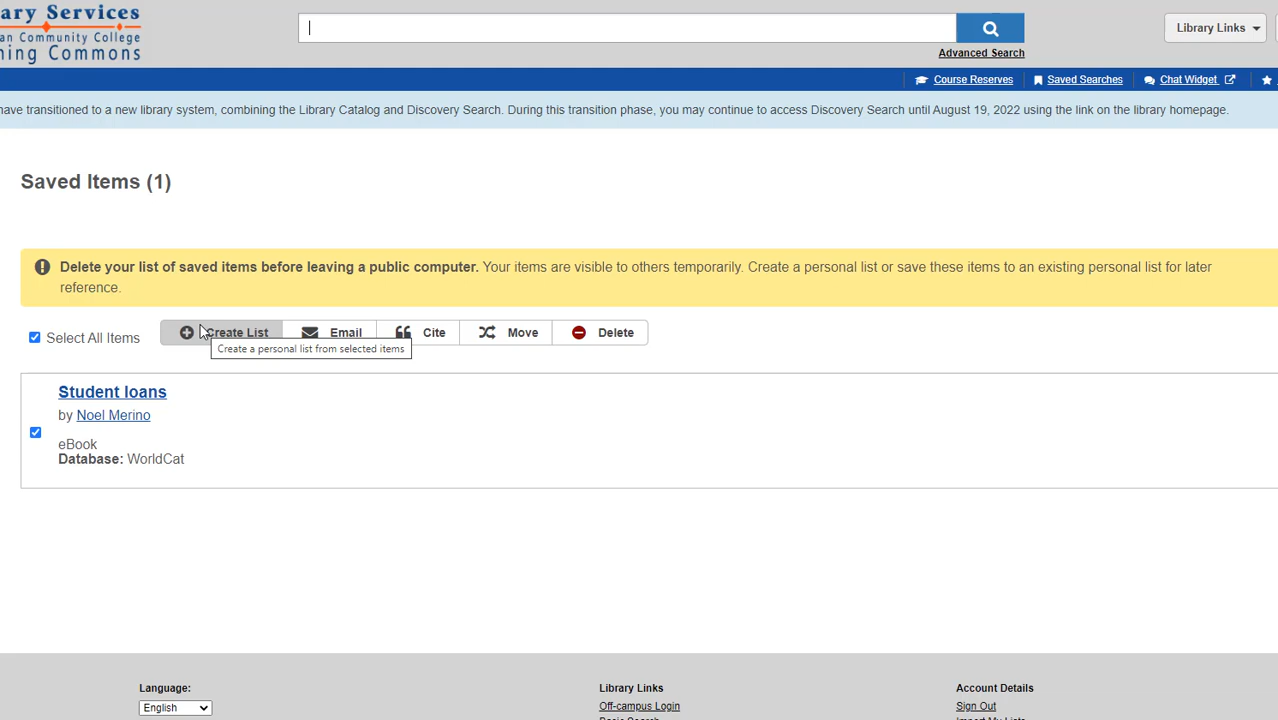 ary Services
an Community College
ning Commons
Library Links
Advanced Search
Course Reserves
Saved Searches
Chat Widget
have transitioned to a new library system, combining the Library Catalog and Discovery Search. During this transition phase, you may continue to access Discovery Search until August 19, 2022 using the link on the library homepage.
Saved Items (1)
Delete your list of saved items before leaving a public computer. Your items are visible to others temporarily. Create a personal list or save these items to an existing personal list for later
reference.
Select All Items
Create List
Email
Cite
Move
Delete
Create a personal list from selected items
Student loans
by Noel Merino
eBook
Database: WorldCat
Language:
English
Library Links
Off-campus Login
Basic Search
Account Details
Sign Out
Import My Lists